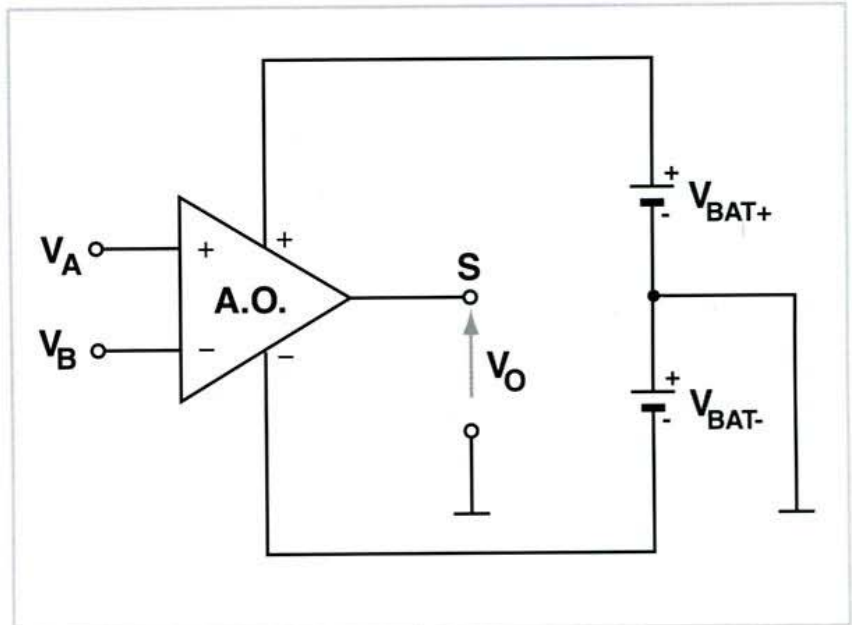 +
-
V_BAT+
V_A
+
+
A.O.
S
V_B
−
−
V_O
+
-
V_BAT-